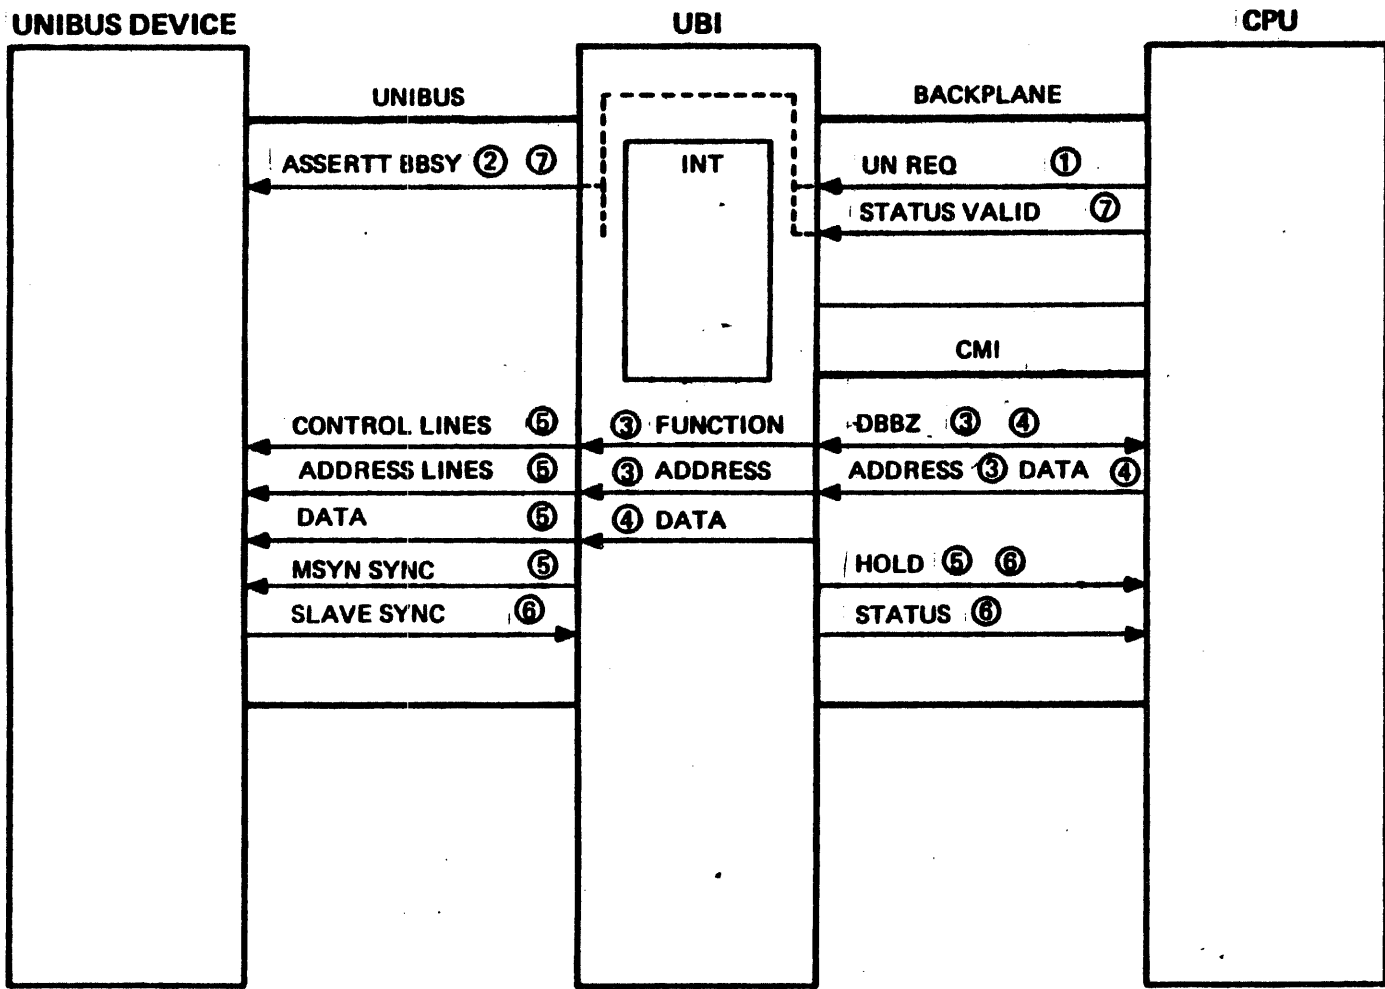 UNIBUS DEVICE UBI CPU
UNIBUS BACKPLANE
ASSERTT BBSY ② ⑦ INT UN REQ ①
STATUS VALID ⑦
CMI
CONTROL LINES ⑤ ③ FUNCTION DBBZ ③ ④
ADDRESS LINES ⑤ ③ ADDRESS ADDRESS ③ DATA ④
DATA ⑤ ④ DATA
MSYN SYNC ⑤ HOLD ⑤ ⑥
SLAVE SYNC ⑥ STATUS ⑥